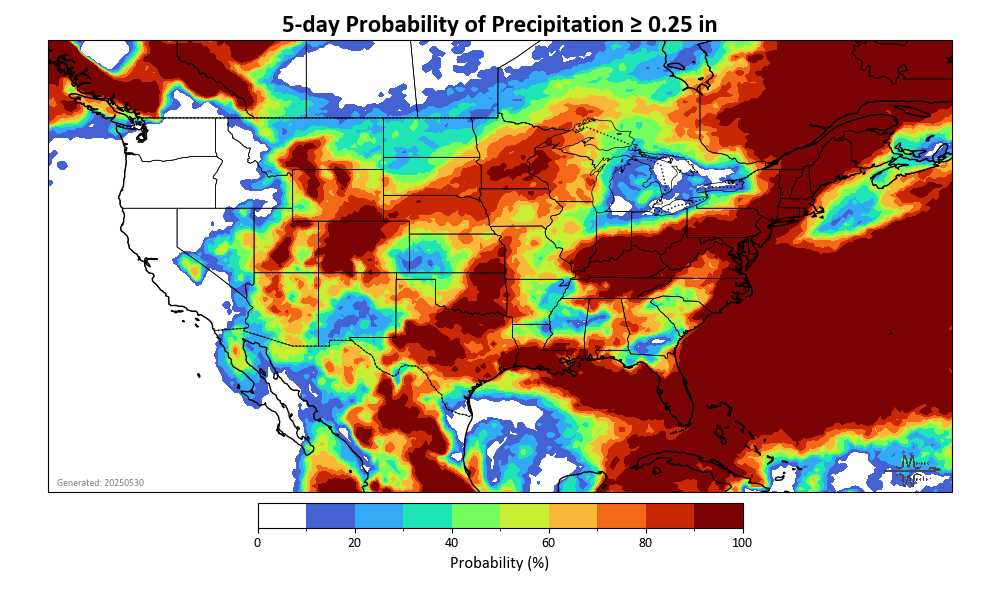 5-day Probability of Precipitation ≥ 0.25 in
Generated: 20250530
0 20 40 60 80 100
Probability (%)